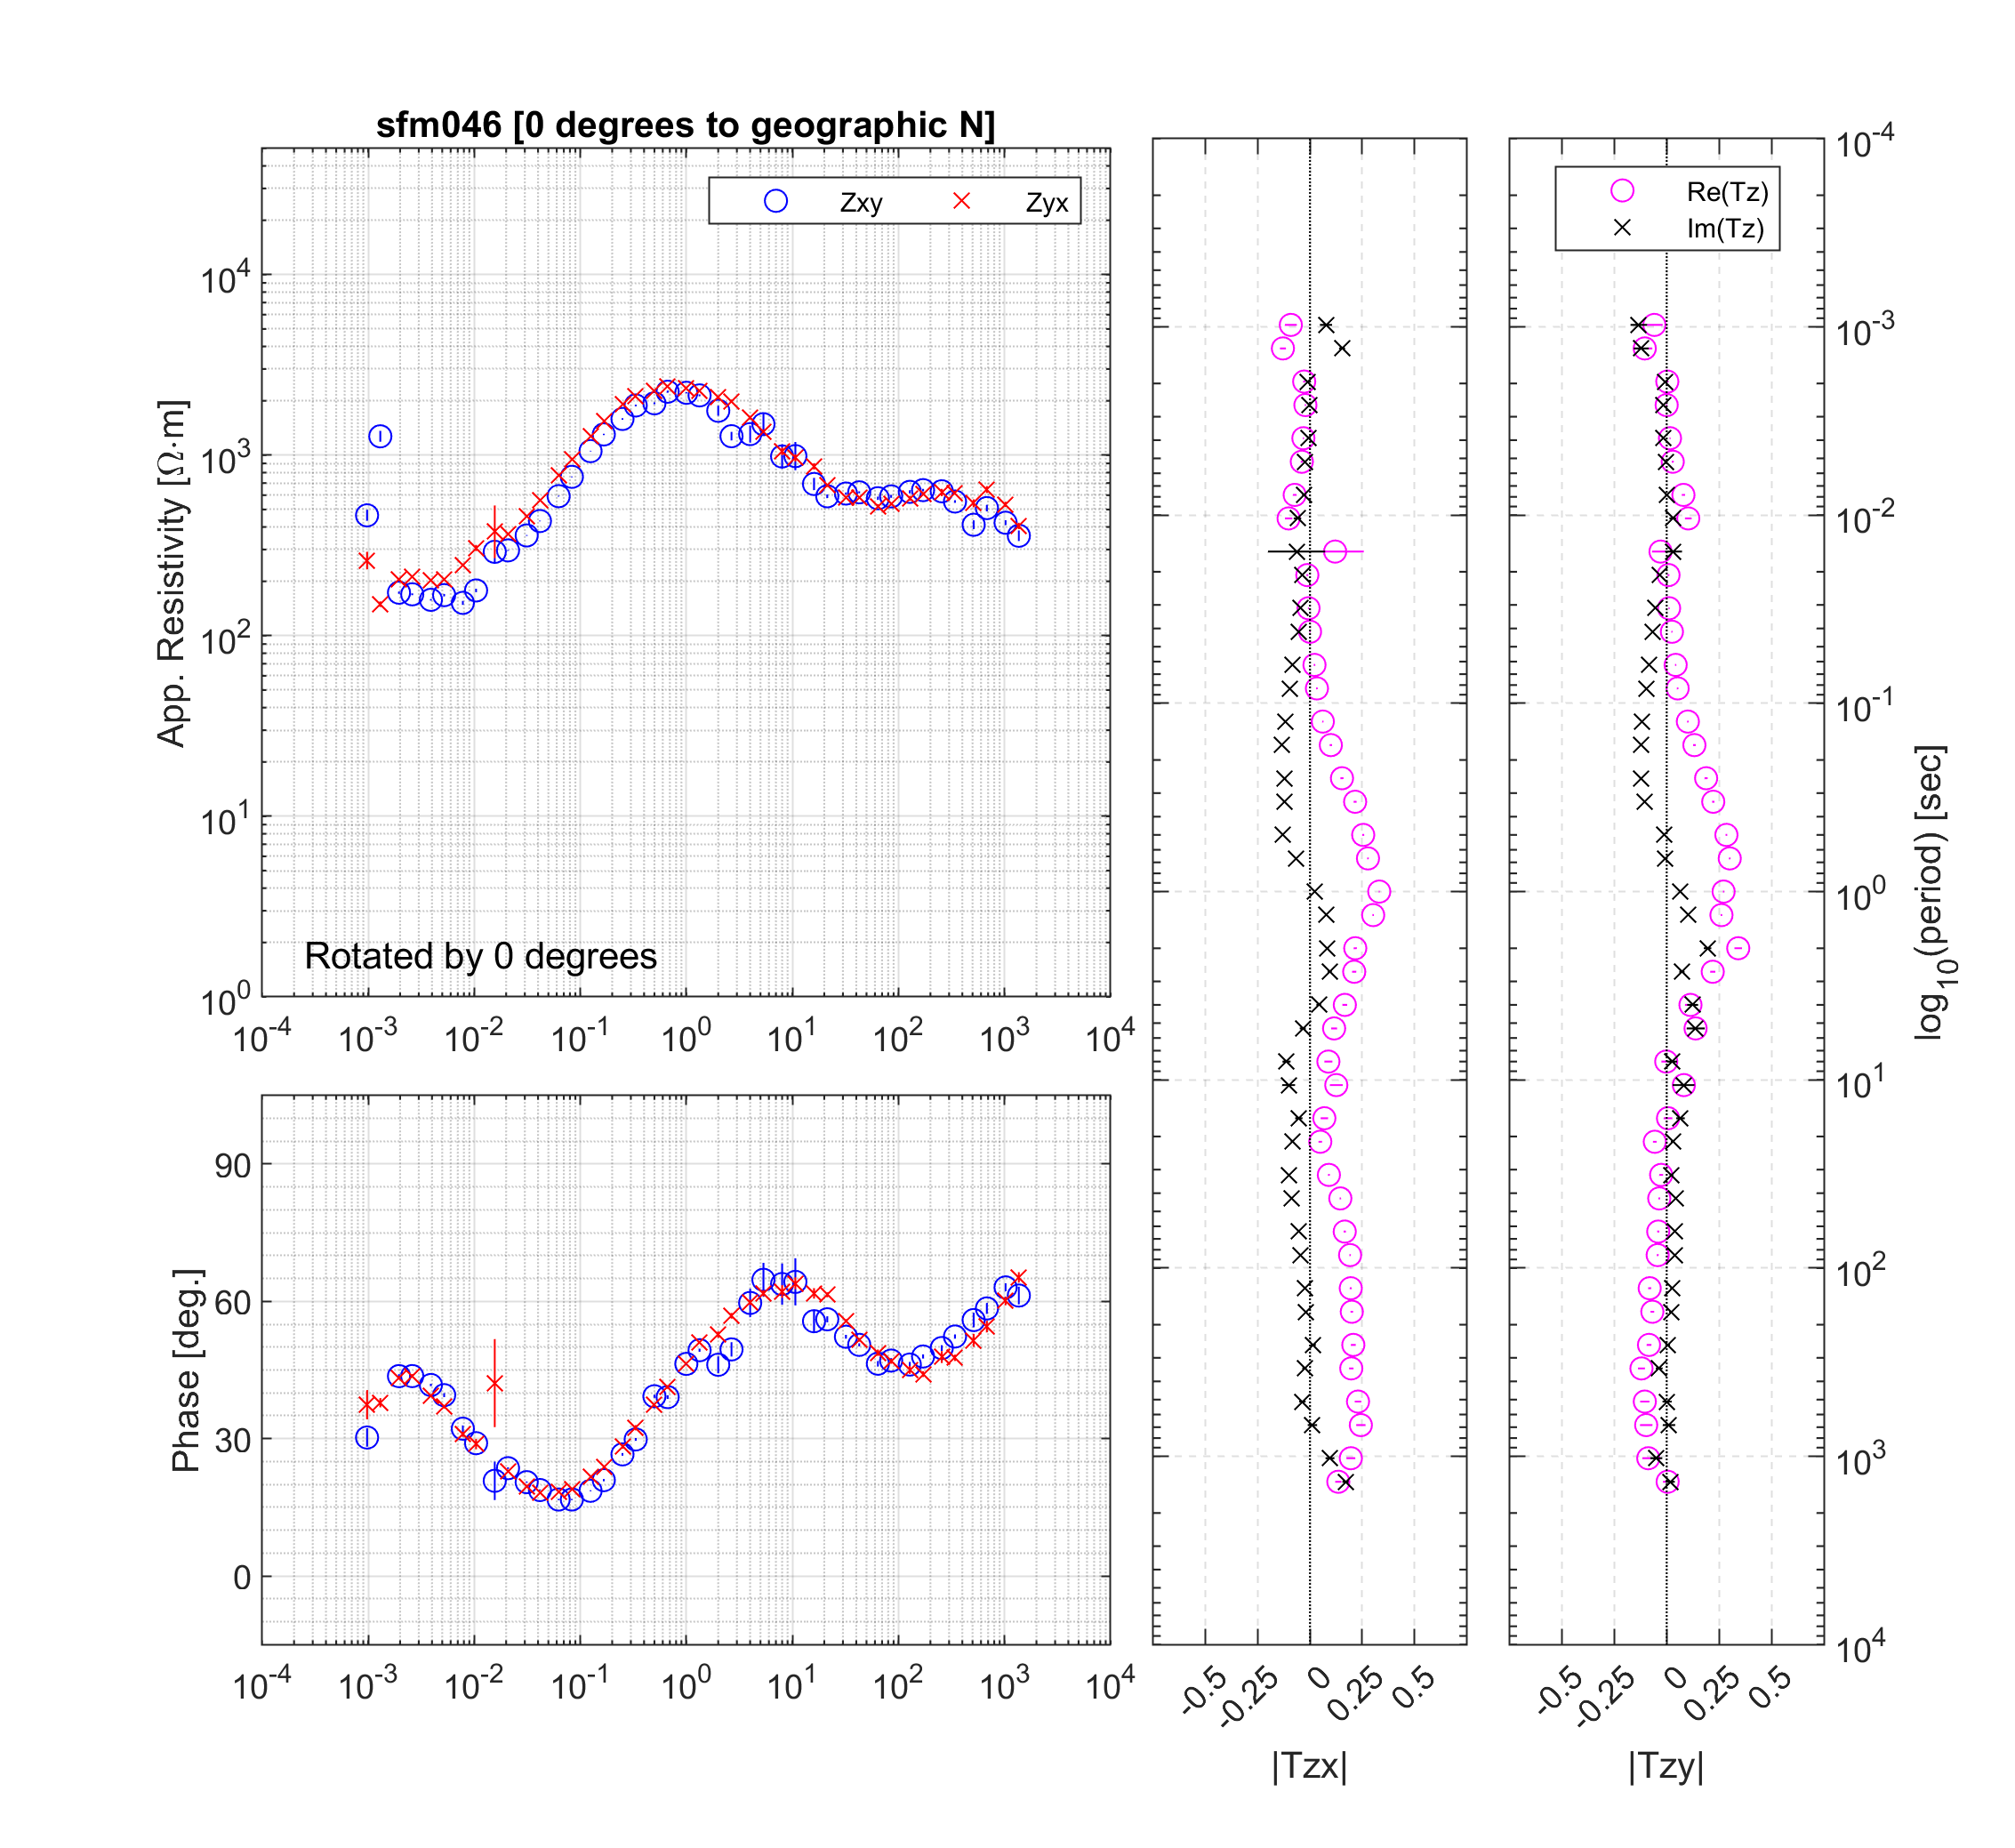 sfm046 [0 degrees to geographic N]
Zxy Zyx
App. Resistivity [Ω·m]
10^4
10^3
10^2
10^1
10^0
Rotated by 0 degrees
10^-4 10^-3 10^-2 10^-1 10^0 10^1 10^2 10^3 10^4
Phase [deg.]
90
60
30
0
10^-4 10^-3 10^-2 10^-1 10^0 10^1 10^2 10^3 10^4
-0.5 -0.25 0 0.25 0.5
|Tzx|
Re(Tz)
Im(Tz)
-0.5 -0.25 0 0.25 0.5
|Tzy|
10^-4
10^-3
10^-2
10^-1
10^0
10^1
10^2
10^3
10^4
log_10(period) [sec]